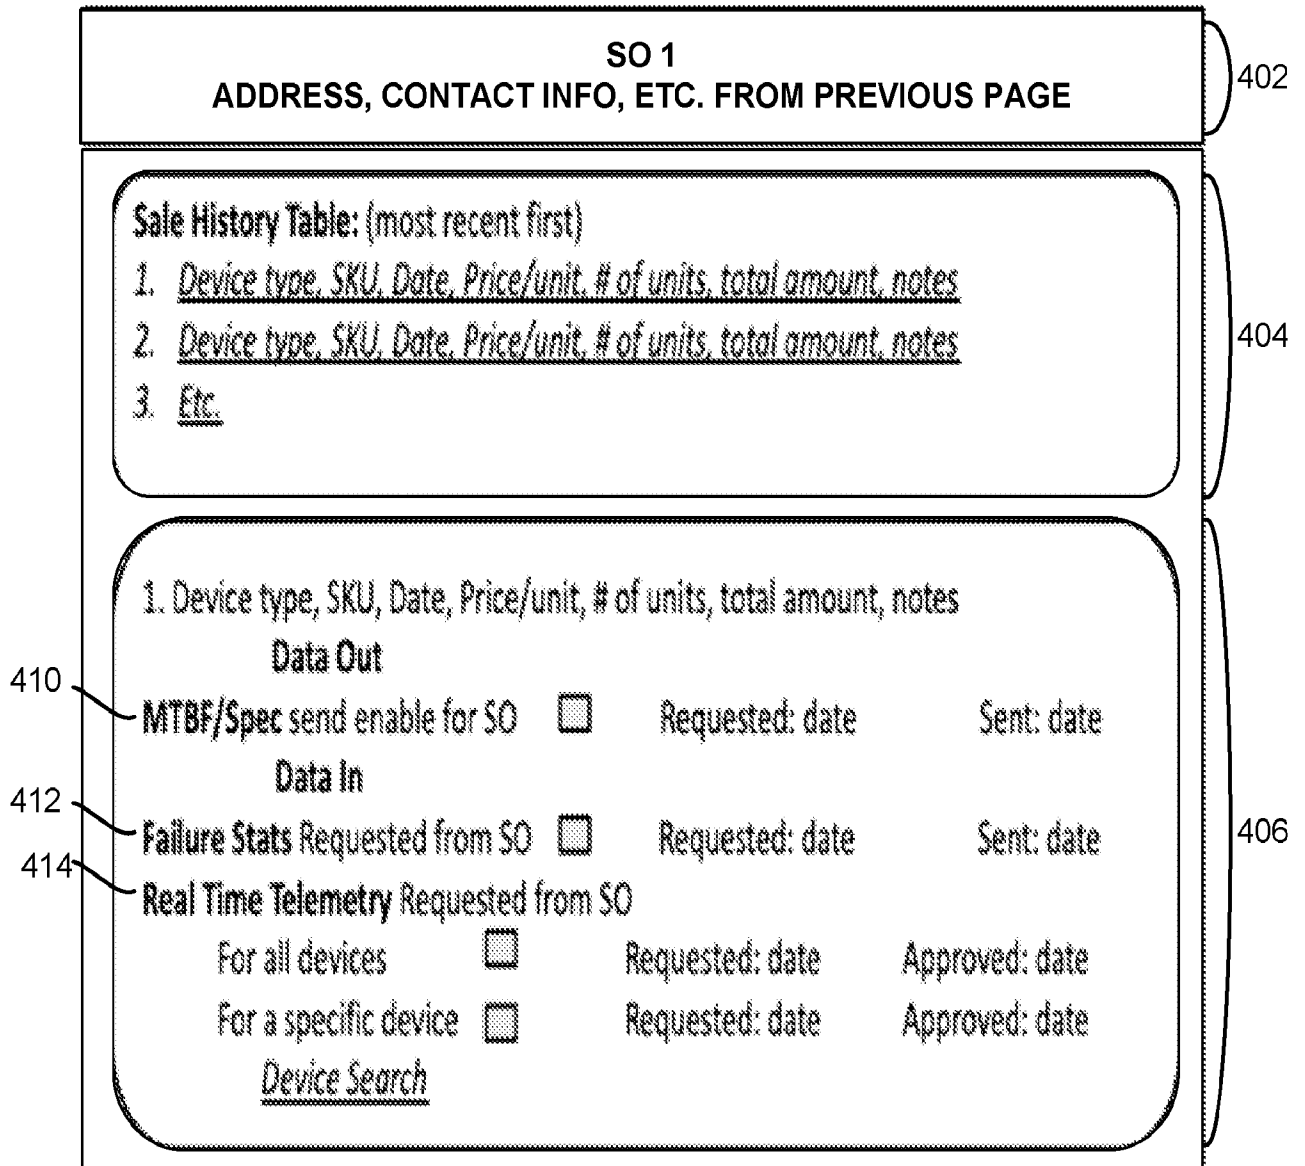 SO 1
ADDRESS, CONTACT INFO, ETC. FROM PREVIOUS PAGE
402
Sale History Table: (most recent first)
1. Device type, SKU, Date, Price/unit, # of units, total amount, notes
2. Device type, SKU, Date, Price/unit, # of units, total amount, notes
3. Etc.
404
1. Device type, SKU, Date, Price/unit, # of units, total amount, notes
Data Out
410
MTBF/Spec send enable for SO Requested: date Sent: date
Data In
412
Failure Stats Requested from SO Requested: date Sent: date
406
414
Real Time Telemetry Requested from SO
For all devices Requested: date Approved: date
For a specific device Requested: date Approved: date
Device Search